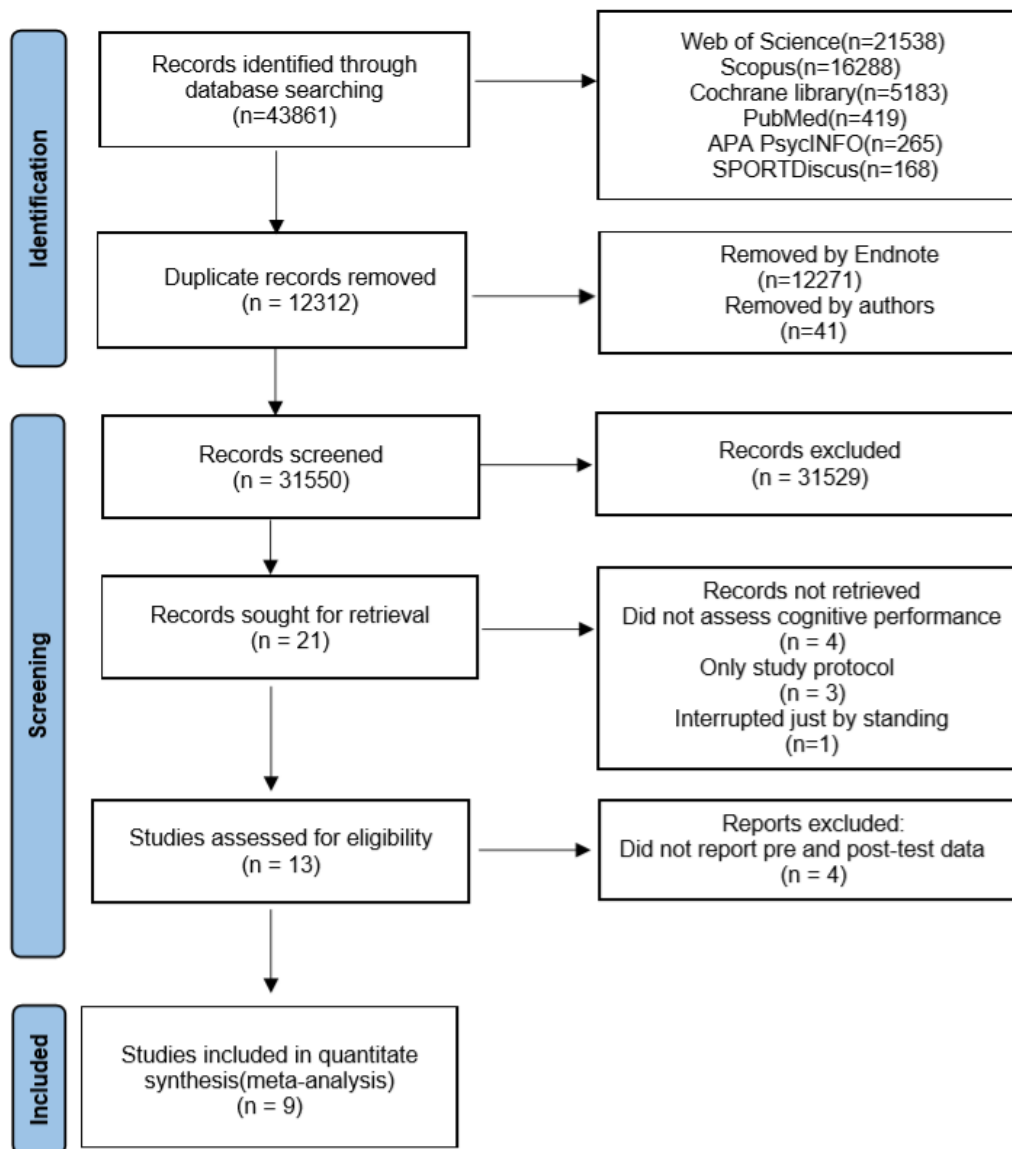 Identification
Records identified through
database searching
(n=43861)
Web of Science(n=21538)
Scopus(n=16288)
Cochrane library(n=5183)
PubMed(n=419)
APA PsycINFO(n=265)
SPORTDiscus(n=168)
Duplicate records removed
(n = 12312)
Removed by Endnote
(n=12271)
Removed by authors
(n=41)
Screening
Records screened
(n = 31550)
Records excluded
(n = 31529)
Records sought for retrieval
(n = 21)
Records not retrieved
Did not assess cognitive performance
(n = 4)
Only study protocol
(n = 3)
Interrupted just by standing
(n=1)
Studies assessed for eligibility
(n = 13)
Reports excluded:
Did not report pre and post-test data
(n = 4)
Included
Studies included in quantitate
synthesis(meta-analysis)
(n = 9)